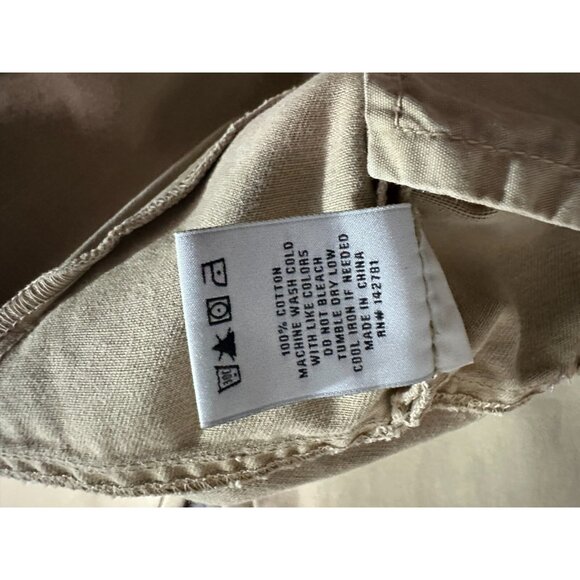 100% COTTON
MACHINE WASH COLD
WITH LIKE COLORS
DO NOT BLEACH
TUMBLE DRY LOW
COOL IRON IF NEEDED
MADE IN CHINA
RN# 142781